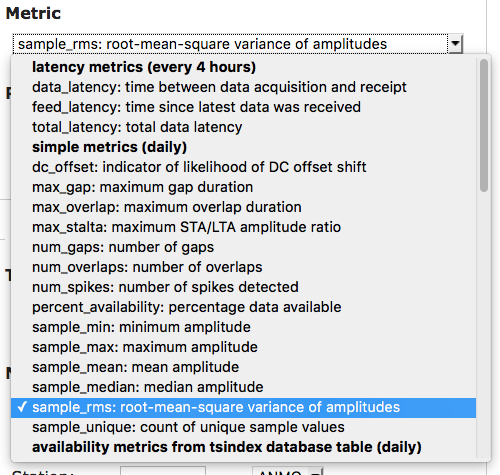 Metric
sample_rms: root-mean-square variance of amplitudes
latency metrics (every 4 hours)
data_latency: time between data acquisition and receipt
feed_latency: time since latest data was received
total_latency: total data latency
simple metrics (daily)
dc_offset: indicator of likelihood of DC offset shift
max_gap: maximum gap duration
max_overlap: maximum overlap duration
max_stalta: maximum STA/LTA amplitude ratio
num_gaps: number of gaps
num_overlaps: number of overlaps
num_spikes: number of spikes detected
percent_availability: percentage data available
sample_min: minimum amplitude
sample_max: maximum amplitude
sample_mean: mean amplitude
sample_median: median amplitude
✓ sample_rms: root-mean-square variance of amplitudes
sample_unique: count of unique sample values
availability metrics from tsindex database table (daily)